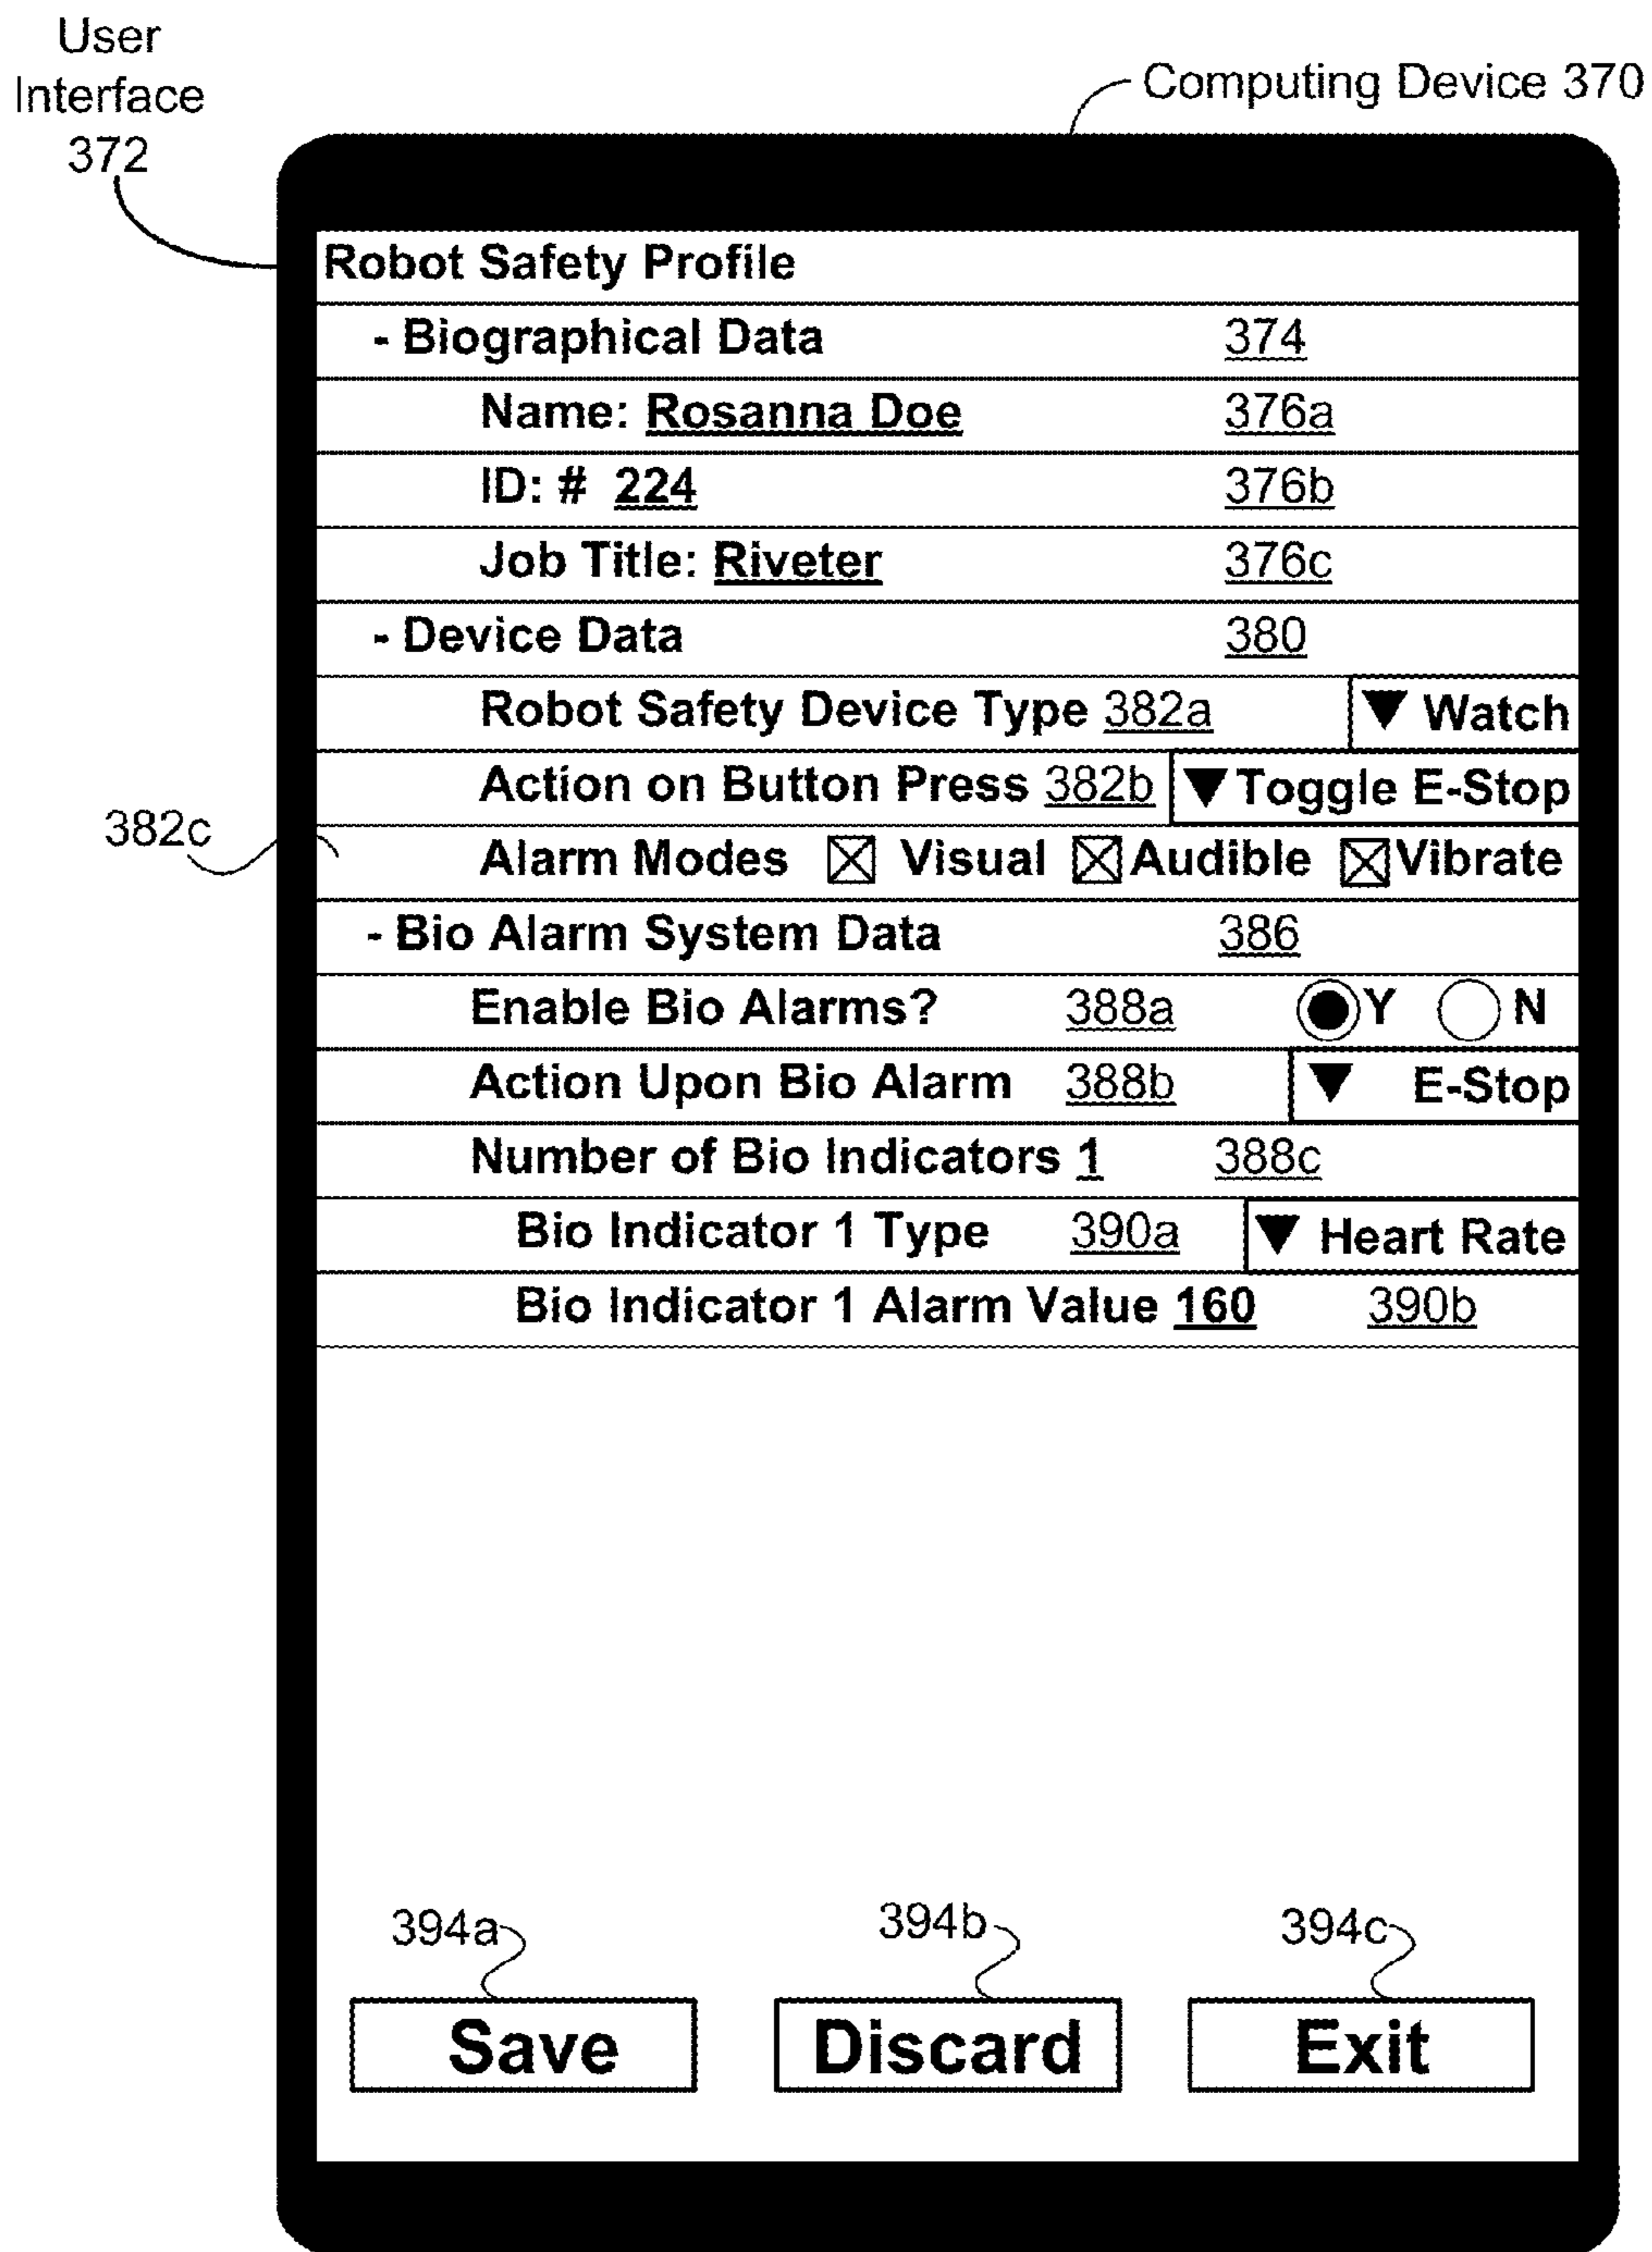 User
Interface
372
Computing Device 370
Robot Safety Profile
- Biographical Data 374
Name: Rosanna Doe 376a
ID: # 224 376b
Job Title: Riveter 376c
- Device Data 380
Robot Safety Device Type 382a ▼ Watch
Action on Button Press 382b ▼ Toggle E-Stop
382c
Alarm Modes ☒ Visual ☒ Audible ☒ Vibrate
- Bio Alarm System Data 386
Enable Bio Alarms? 388a Y N
Action Upon Bio Alarm 388b ▼ E-Stop
Number of Bio Indicators 1 388c
Bio Indicator 1 Type 390a ▼ Heart Rate
Bio Indicator 1 Alarm Value 160 390b
394a 394b 394c
Save Discard Exit